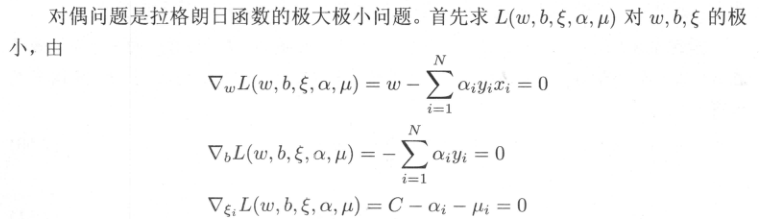 对偶问题是拉格朗日函数的极大极小问题。首先求 L(w, b, ξ, α, μ) 对 w, b, ξ 的极
小，由
∇_w L(w, b, ξ, α, μ) = w − ∑_{i=1}^{N} α_i y_i x_i = 0
∇_b L(w, b, ξ, α, μ) = − ∑_{i=1}^{N} α_i y_i = 0
∇_{ξ_i} L(w, b, ξ, α, μ) = C − α_i − μ_i = 0